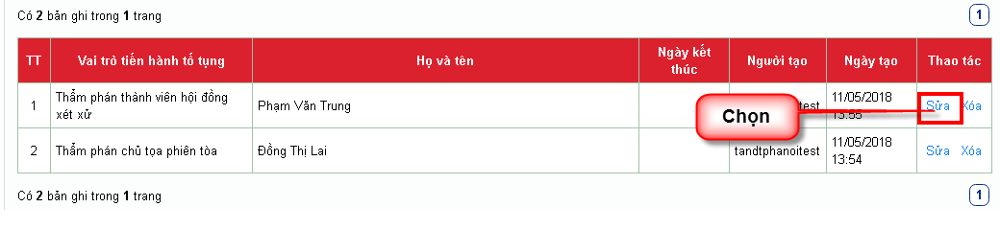 Có 2 bản ghi trong 1 trang 1
TT Vai trò tiến hành tố tụng Họ và tên Ngày kết thúc Người tạo Ngày tạo Thao tác
1 Thẩm phán thành viên hội đồng xét xử Phạm Văn Trung test 11/05/2018 13:55 Sửa Xóa
Chọn
2 Thẩm phán chủ tọa phiên tòa Đồng Thị Lai tandtphanoitest 11/05/2018 13:54 Sửa Xóa
Có 2 bản ghi trong 1 trang 1